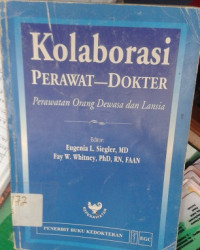 Kolaborasi
PERAWAT—DOKTER
Perawatan Orang Dewasa dan Lansia
Editor:
Eugenia L. Siegler, MD
Fay W. Whitney, PhD, RN, FAAN
72
PENERBIT BUKU KEDOKTERAN
EGC